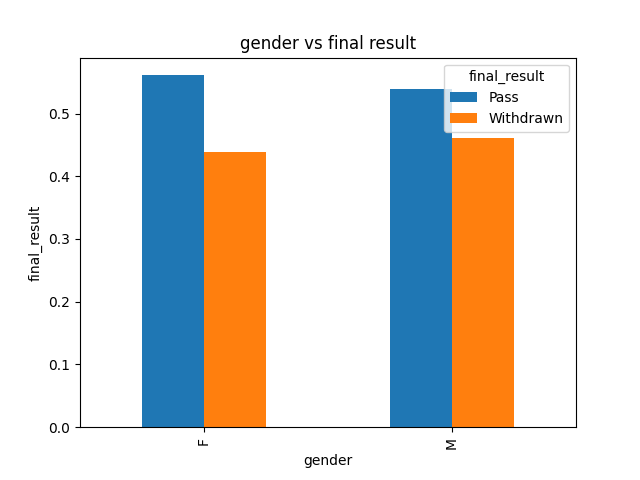 gender vs final result
final_result
Pass
Withdrawn
0.5
0.4
0.3
0.2
0.1
0.0
final_result
F
M
gender